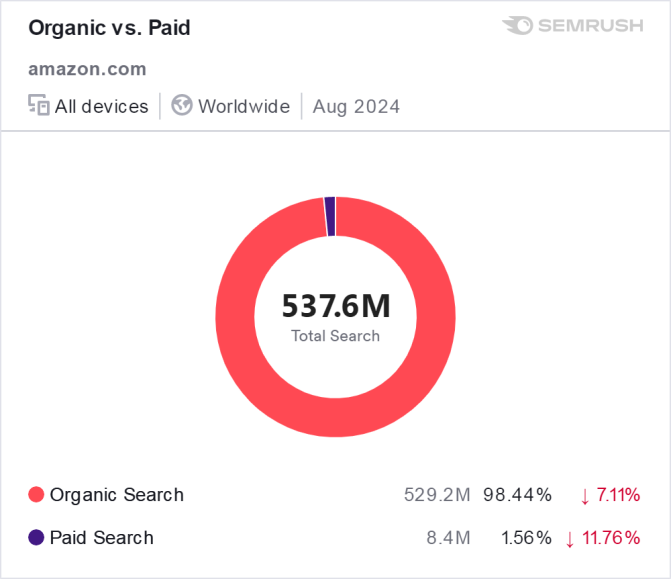 Organic vs. Paid
SEMRUSH
amazon.com
All devices Worldwide Aug 2024
537.6M
Total Search
Organic Search 529.2M 98.44% ↓ 7.11%
Paid Search 8.4M 1.56% ↓ 11.76%